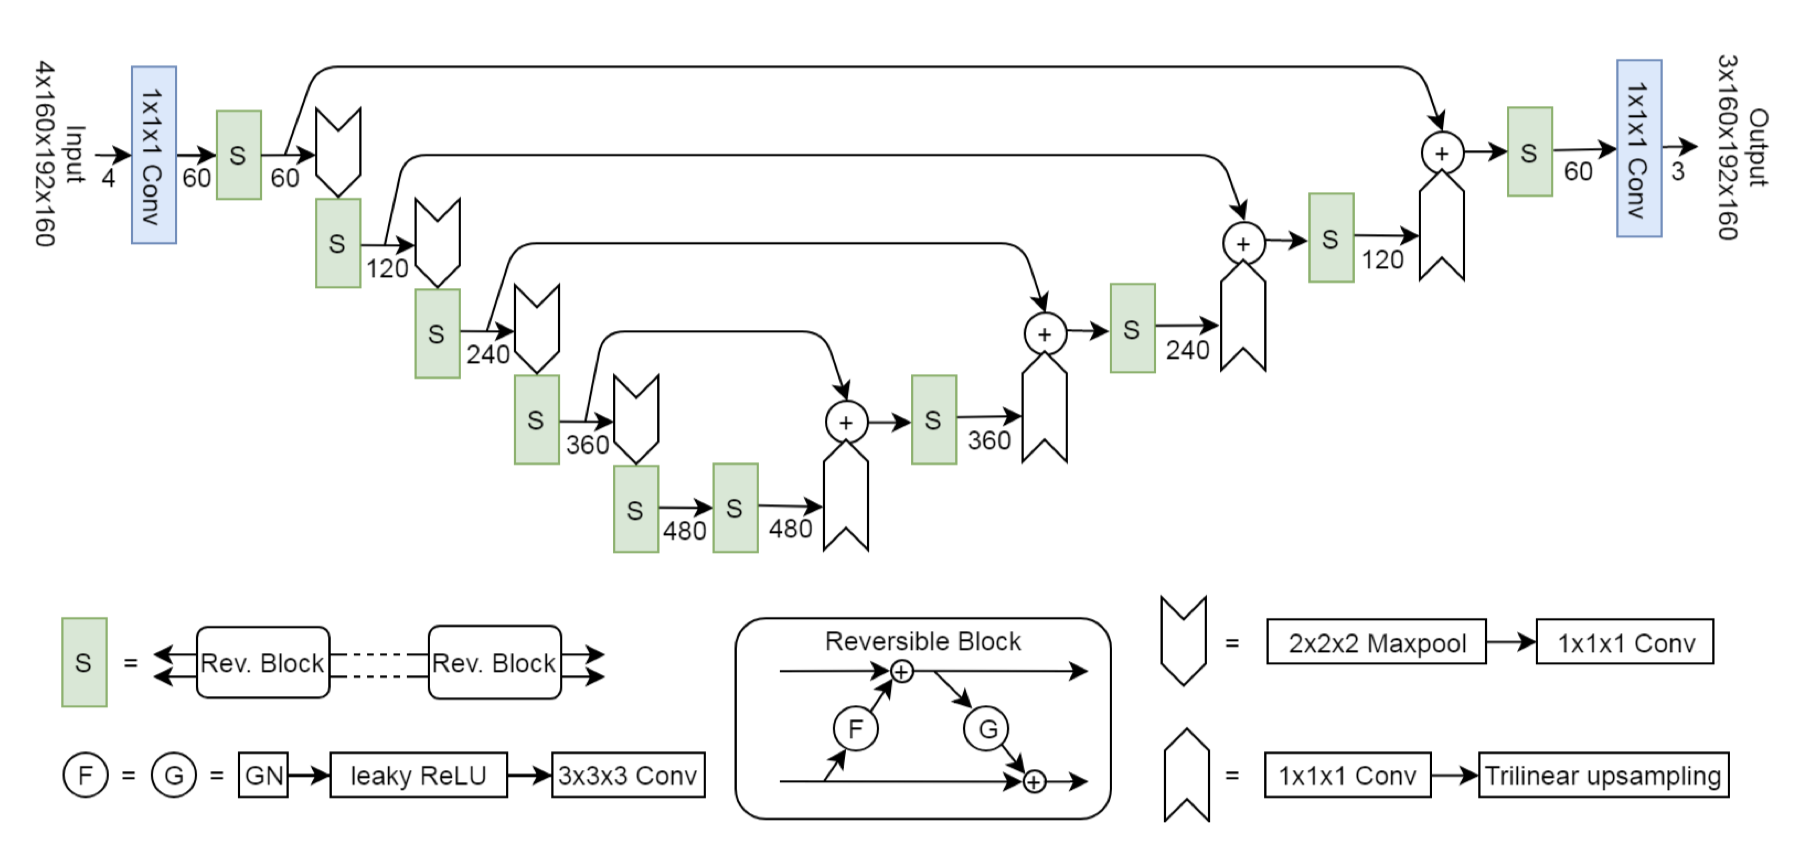 Input
4x160x192x160
4
1x1x1 Conv
60
S
60
S
120
S
240
S
360
S
480
S
480
+
S
360
+
S
240
+
S
120
+
S
60
1x1x1 Conv
3
Output
3x160x192x160
S = Rev. Block Rev. Block
F = G = GN leaky ReLU 3x3x3 Conv
Reversible Block
+
F
G
+
= 2x2x2 Maxpool 1x1x1 Conv
= 1x1x1 Conv Trilinear upsampling